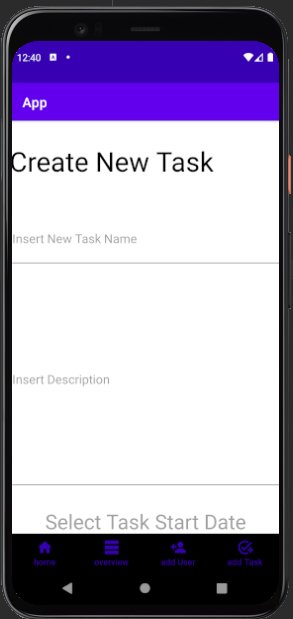 12:40
App
Create New Task
Insert New Task Name
Insert Description
Select Task Start Date
home
overview
add User
add Task